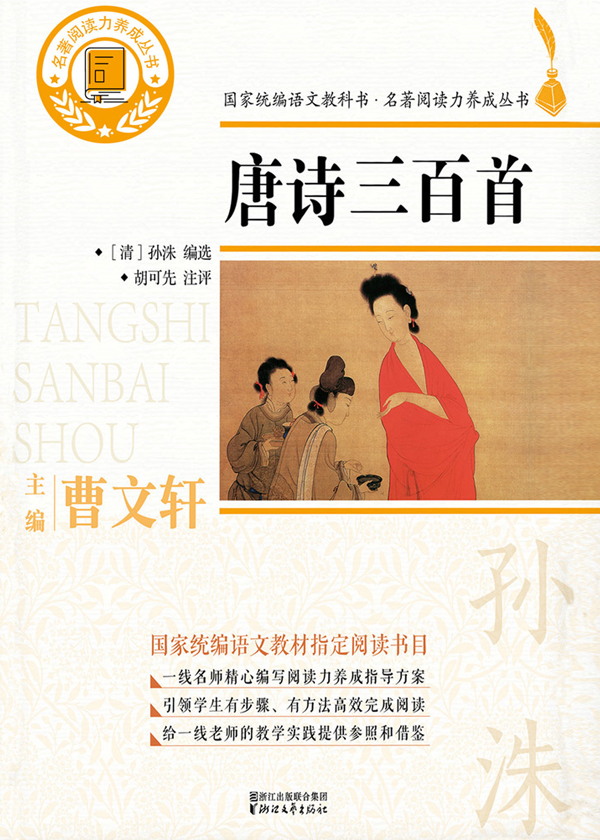 名著阅读力养成丛书
国家统编语文教科书·名著阅读力养成丛书
唐诗三百首
◆ [清] 孙洙 编选
◆ 胡可先 注评
TANGSHI
SANBAI
SHOU
主编
曹文轩
孙洙
国家统编语文教材指定阅读书目
一线名师精心编写阅读力养成指导方案
引领学生有步骤、有方法高效完成阅读
给一线老师的教学实践提供参照和借鉴
浙江出版联合集团
浙江文艺出版社